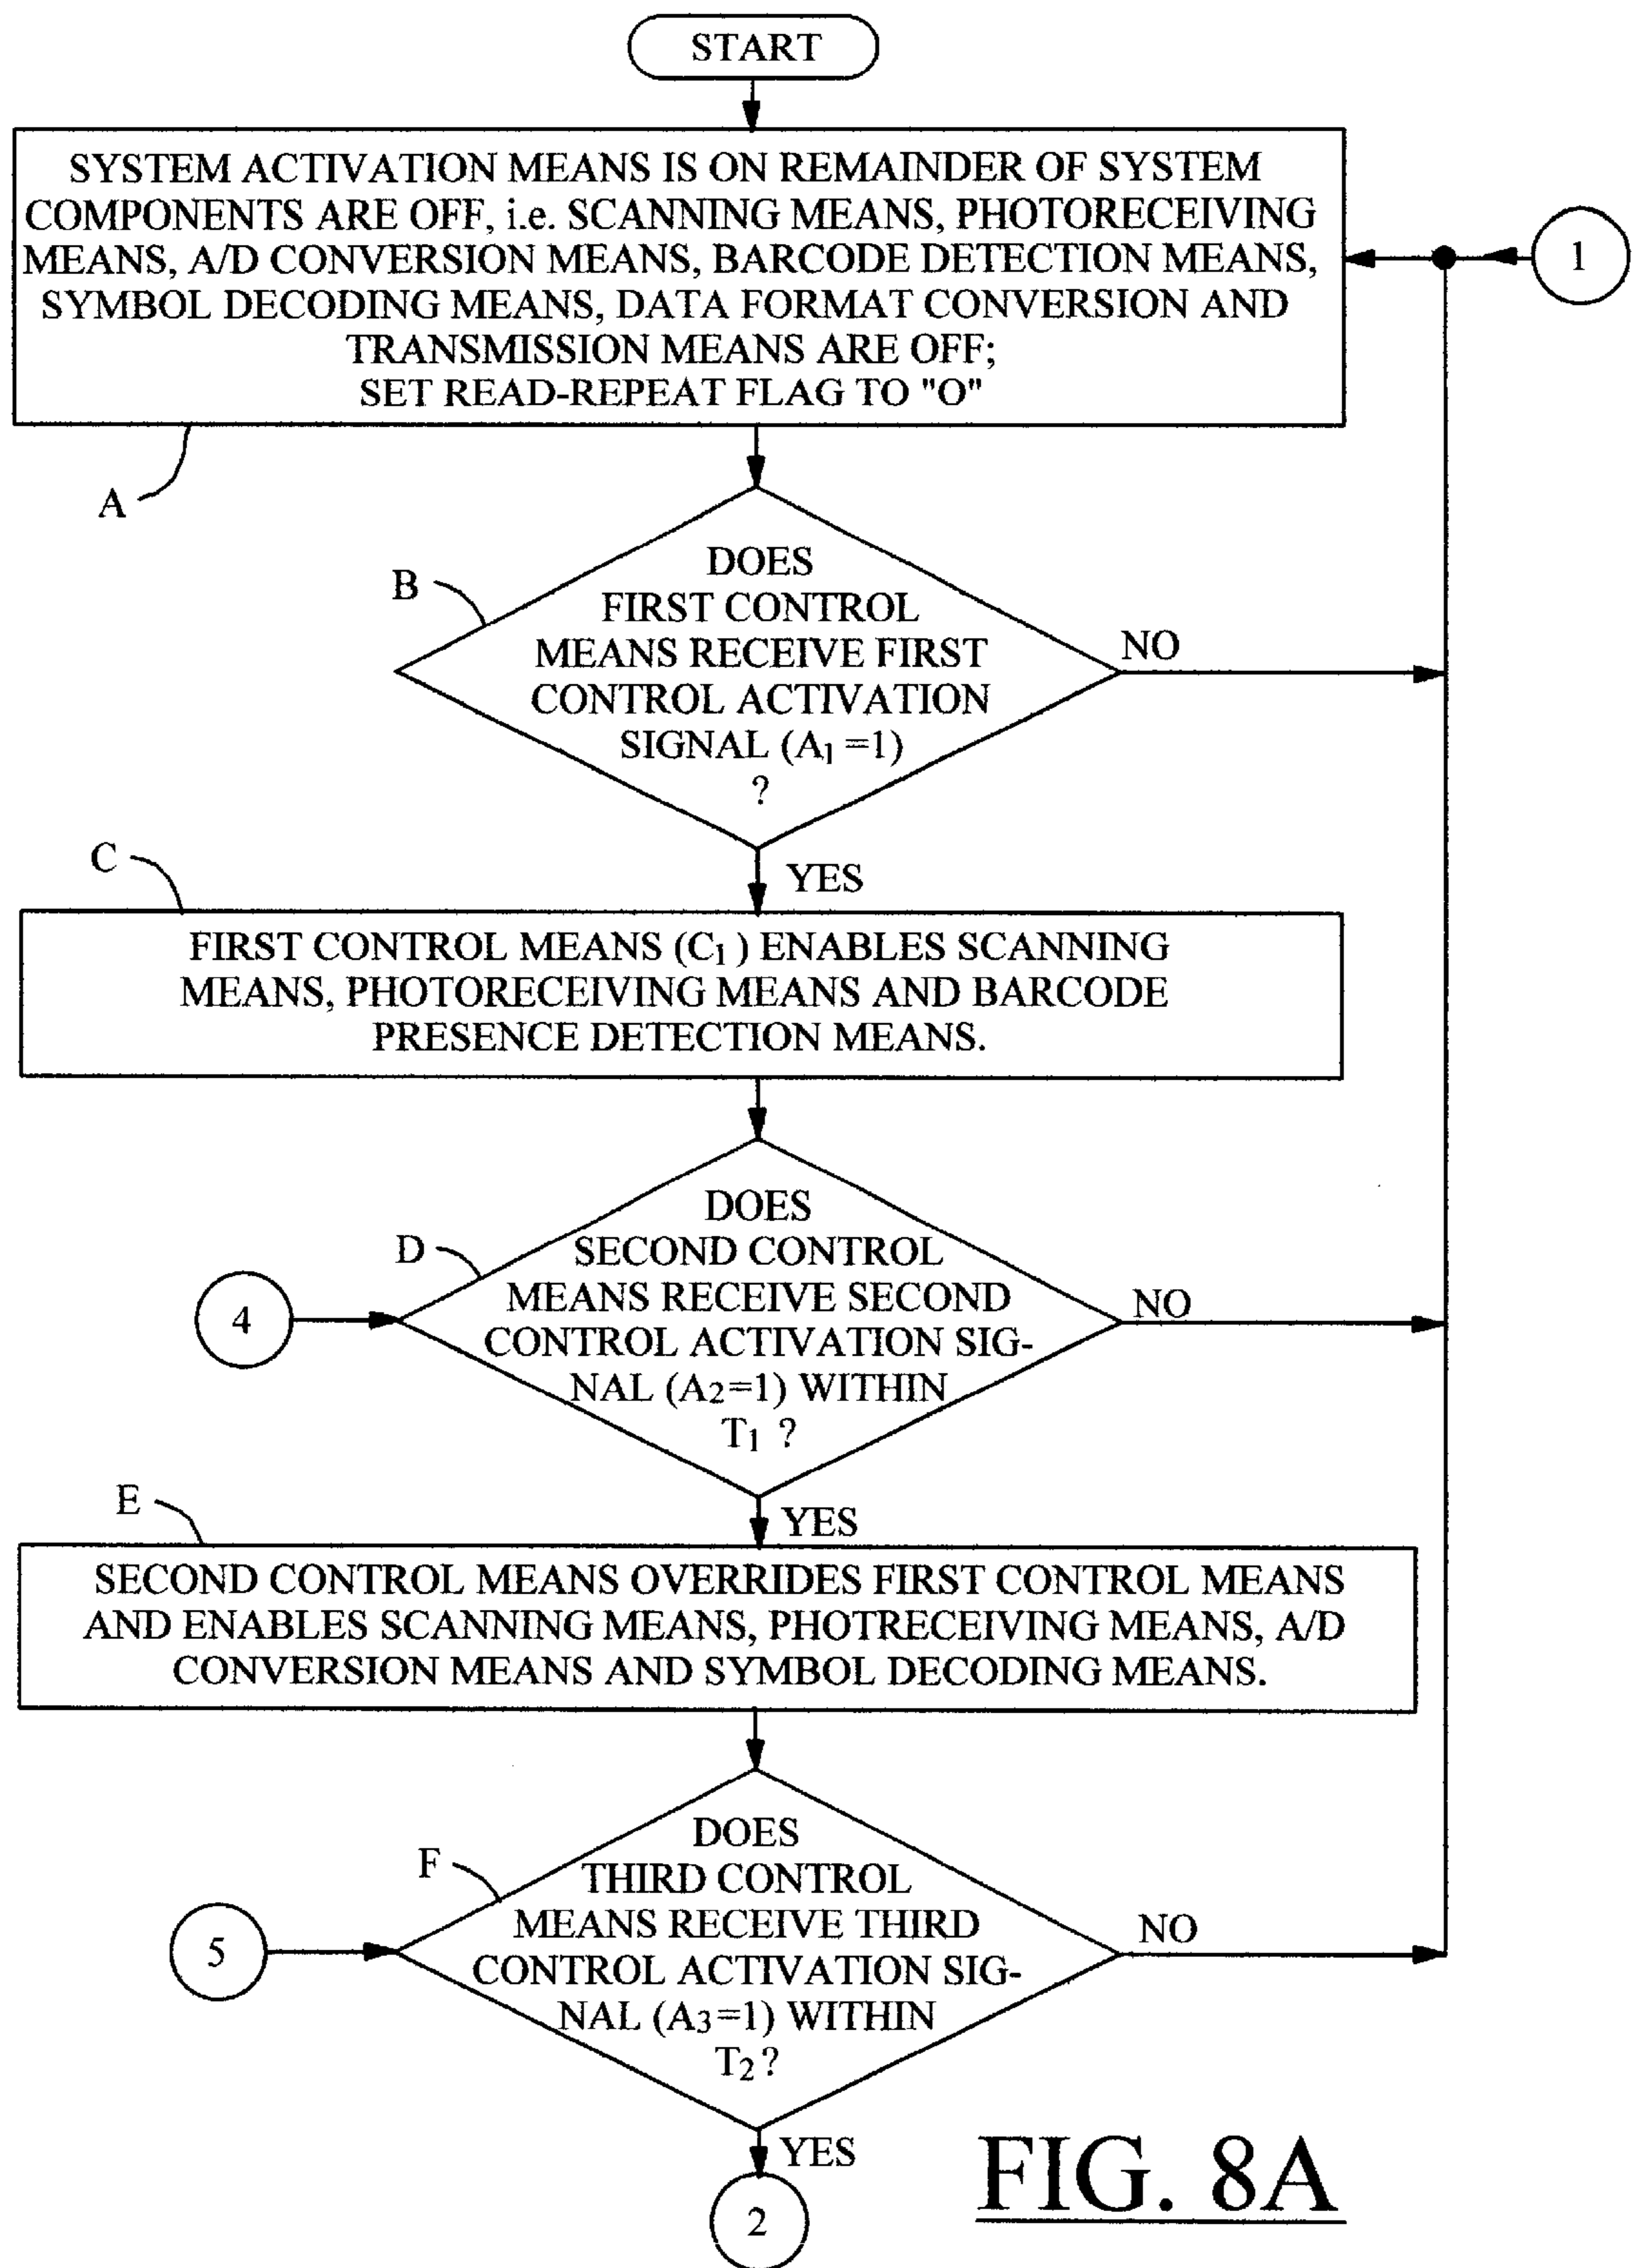 START
SYSTEM ACTIVATION MEANS IS ON REMAINDER OF SYSTEM
COMPONENTS ARE OFF, i.e. SCANNING MEANS, PHOTORECEIVING
MEANS, A/D CONVERSION MEANS, BARCODE DETECTION MEANS,
SYMBOL DECODING MEANS, DATA FORMAT CONVERSION AND
TRANSMISSION MEANS ARE OFF;
SET READ-REPEAT FLAG TO "O"
1
A
B
DOES
FIRST CONTROL
MEANS RECEIVE FIRST
CONTROL ACTIVATION
SIGNAL (A1 =1)
?
NO
YES
C
FIRST CONTROL MEANS (C1 ) ENABLES SCANNING
MEANS, PHOTORECEIVING MEANS AND BARCODE
PRESENCE DETECTION MEANS.
D
4
DOES
SECOND CONTROL
MEANS RECEIVE SECOND
CONTROL ACTIVATION SIG-
NAL (A2=1) WITHIN
T1 ?
NO
YES
E
SECOND CONTROL MEANS OVERRIDES FIRST CONTROL MEANS
AND ENABLES SCANNING MEANS, PHOTRECEIVING MEANS, A/D
CONVERSION MEANS AND SYMBOL DECODING MEANS.
F
5
DOES
THIRD CONTROL
MEANS RECEIVE THIRD
CONTROL ACTIVATION SIG-
NAL (A3=1) WITHIN
T2?
NO
YES
2
FIG. 8A